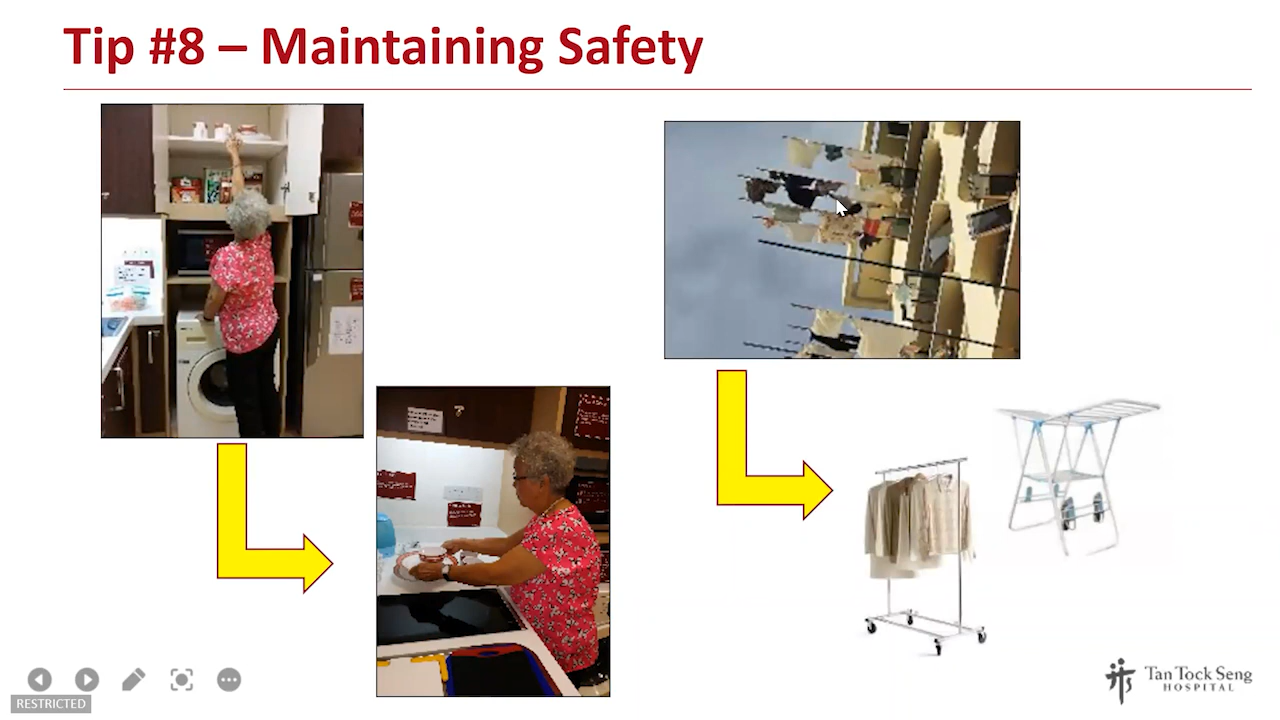 Tip #8 – Maintaining Safety
RESTRICTED
Tan Tock Seng
HOSPITAL